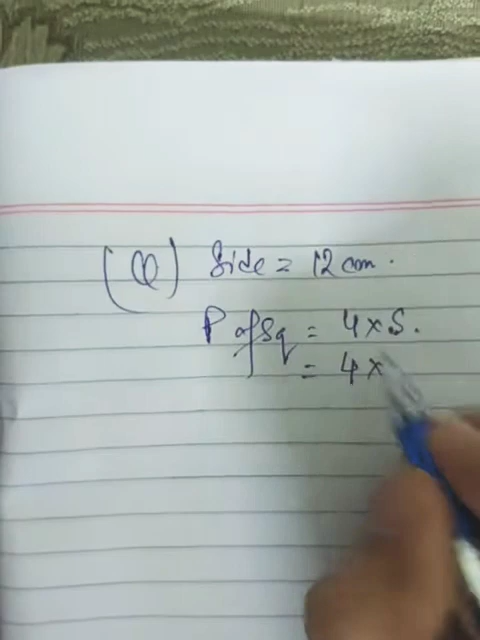 (Q) Side = 12 cm.
P of Sq = 4 x S.
= 4 x